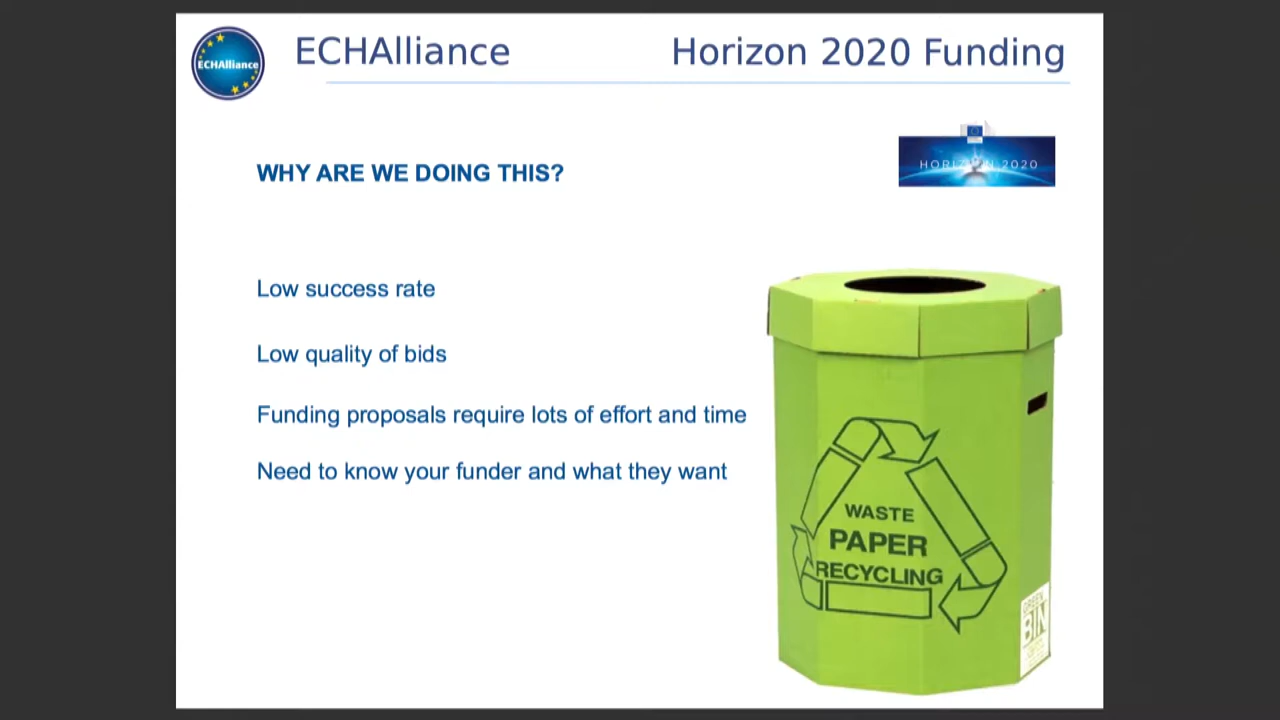 ECHAlliance
ECHAlliance
Horizon 2020 Funding
HORIZON 2020
WHY ARE WE DOING THIS?
Low success rate
Low quality of bids
Funding proposals require lots of effort and time
Need to know your funder and what they want
WASTE
PAPER
RECYCLING
GREEN
BIN